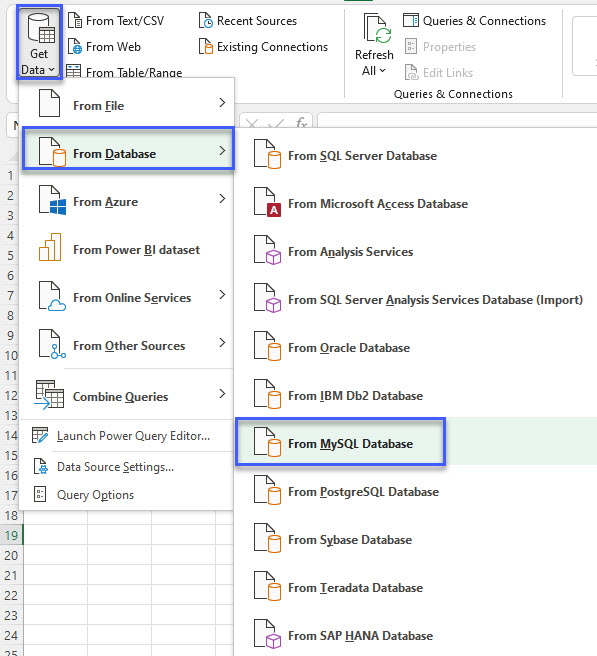 Get
Data
From Text/CSV
From Web
From Table/Range
Recent Sources
Existing Connections
Refresh
All
Queries & Connections
Properties
Edit Links
Queries & Connections
fx
From File
From Database
From Azure
From Power BI dataset
From Online Services
From Other Sources
Combine Queries
Launch Power Query Editor...
Data Source Settings...
Query Options
From SQL Server Database
From Microsoft Access Database
From Analysis Services
From SQL Server Analysis Services Database (Import)
From Oracle Database
From IBM Db2 Database
From MySQL Database
From PostgreSQL Database
From Sybase Database
From Teradata Database
From SAP HANA Database
1
2
3
4
5
6
7
8
9
10
11
12
13
14
15
16
17
18
19
20
21
22
23
24
25